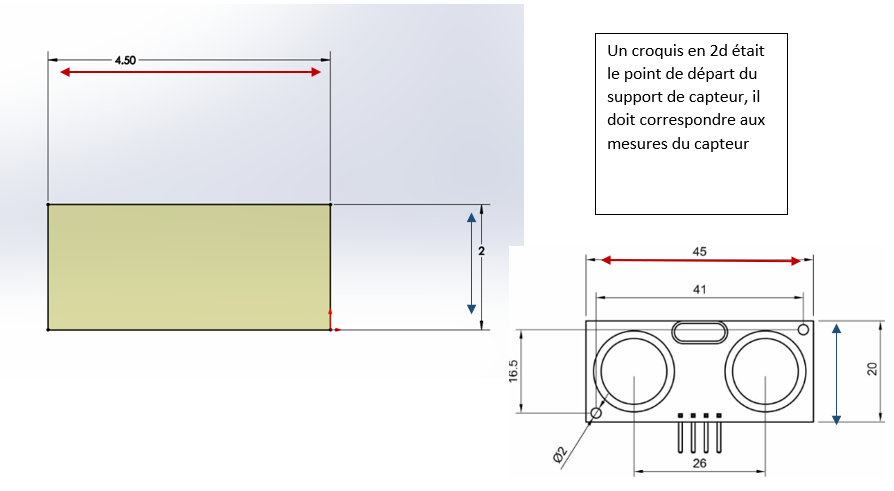 4.50
2
Un croquis en 2d était
le point de départ du
support de capteur, il
doit correspondre aux
mesures du capteur
45
41
16.5
20
Ø2
26